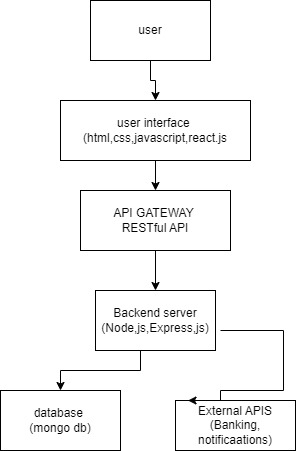 user
user interface
(html,css,javascript,react.js
API GATEWAY
RESTful API
Backend server
(Node,js,Express,js)
database
(mongo db)
External APIS
(Banking,
notificaations)